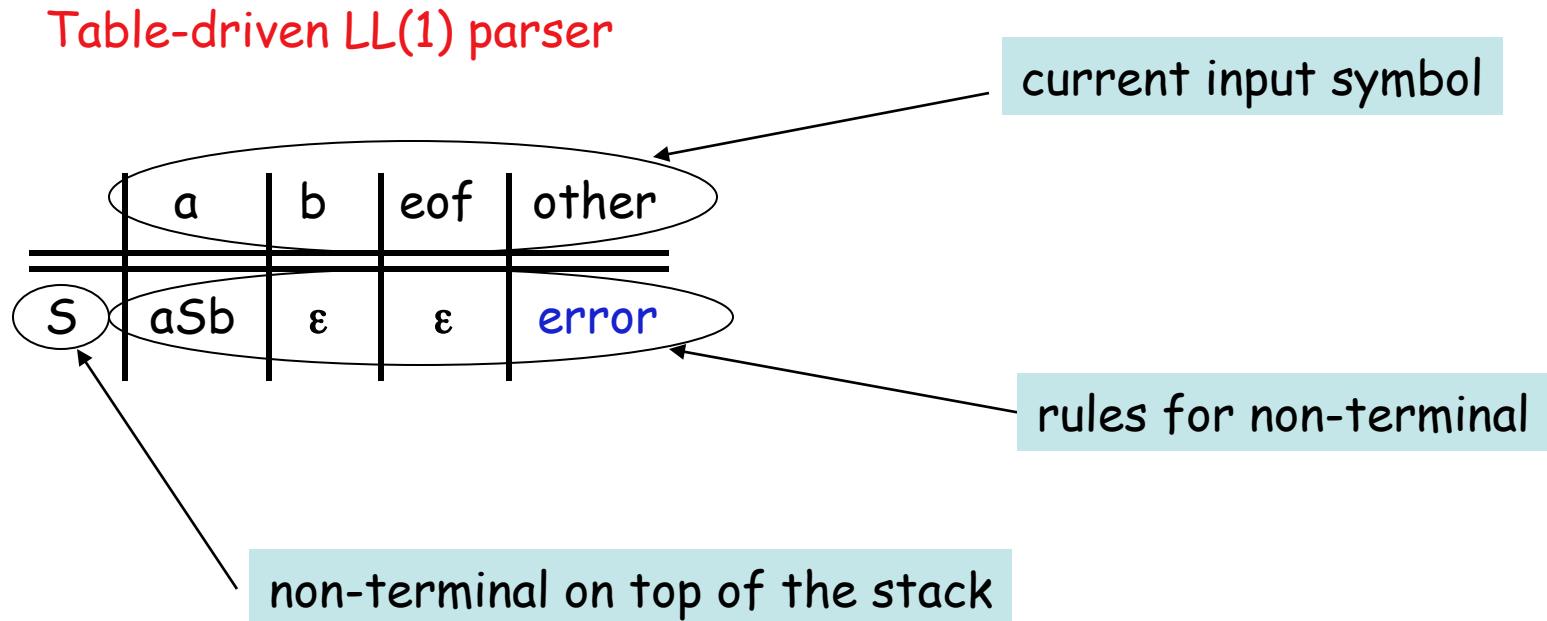 Table-driven LL(1) parser
current input symbol
a b eof other
S aSb ε ε error
rules for non-terminal
non-terminal on top of the stack